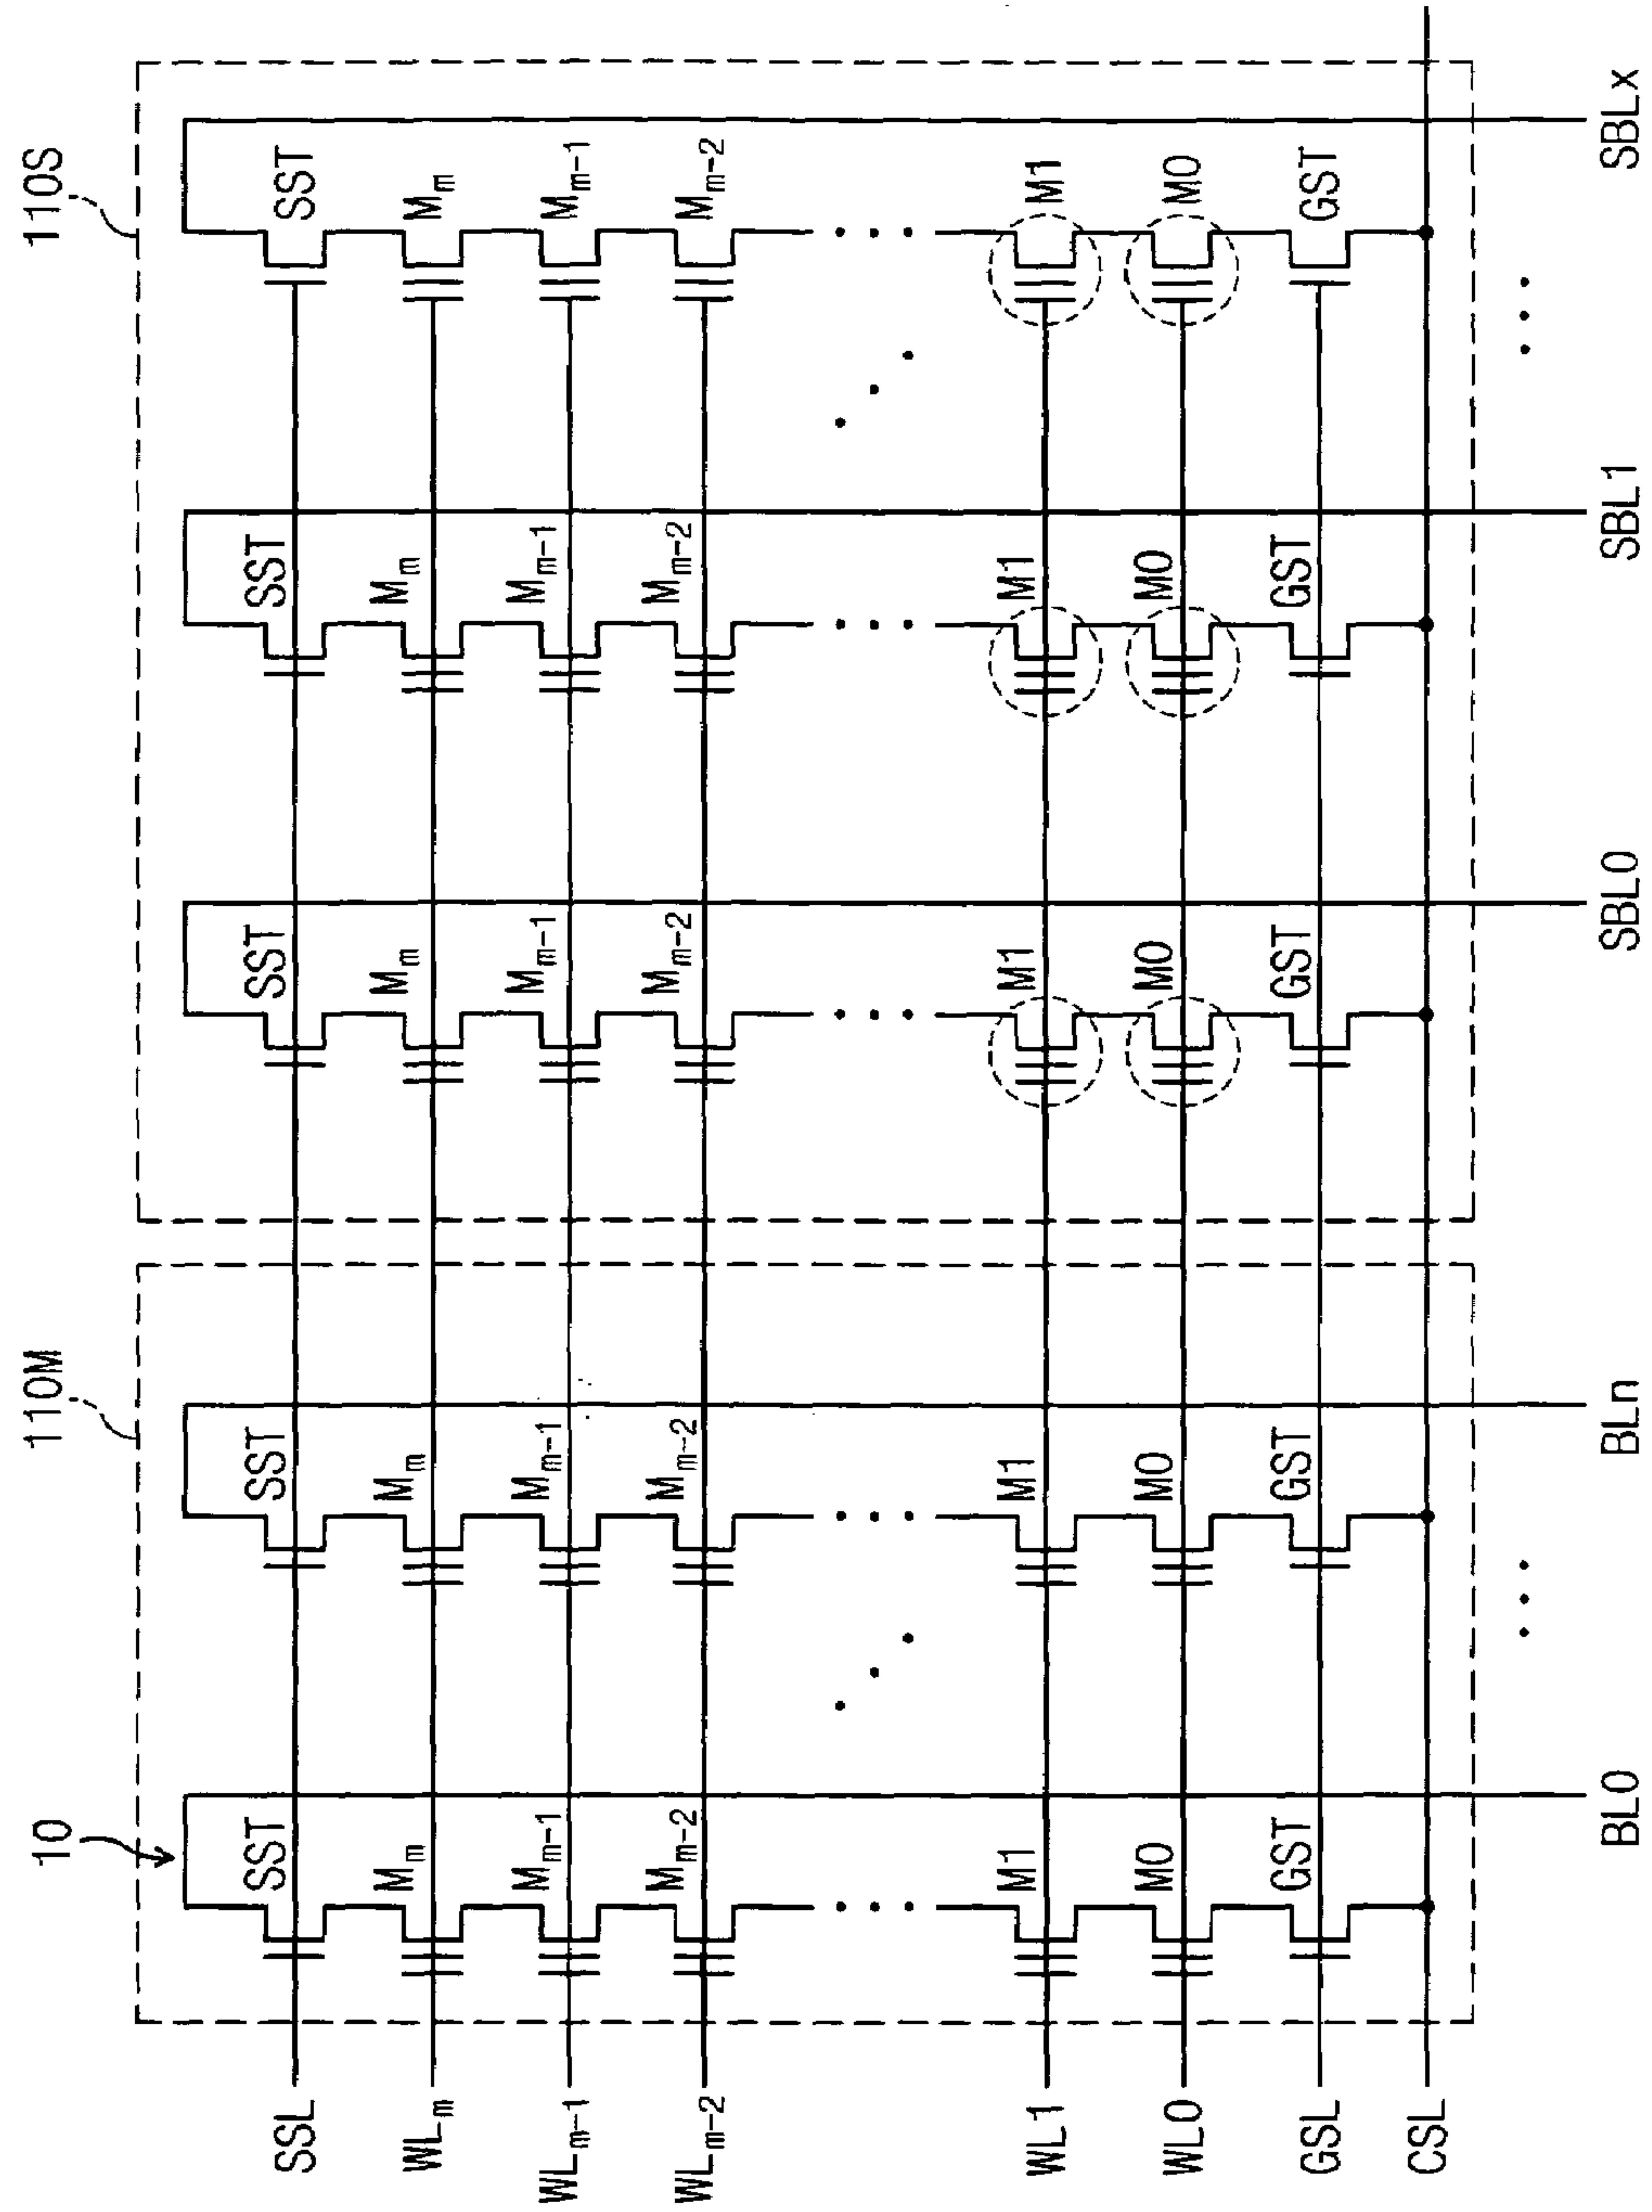 10 110M 110S
SSL SST SST SST SST SST
WLm Mm Mm Mm Mm Mm
WLm-1 Mm-1 Mm-1 Mm-1 Mm-1 Mm-1
WLm-2 Mm-2 Mm-2 Mm-2 Mm-2 Mm-2
WL1 M1 M1 M1 M1 M1
WL0 M0 M0 M0 M0 M0
GSL GST GST GST GST GST
CSL
BL0 BLn SBL0 SBL1 SBLx